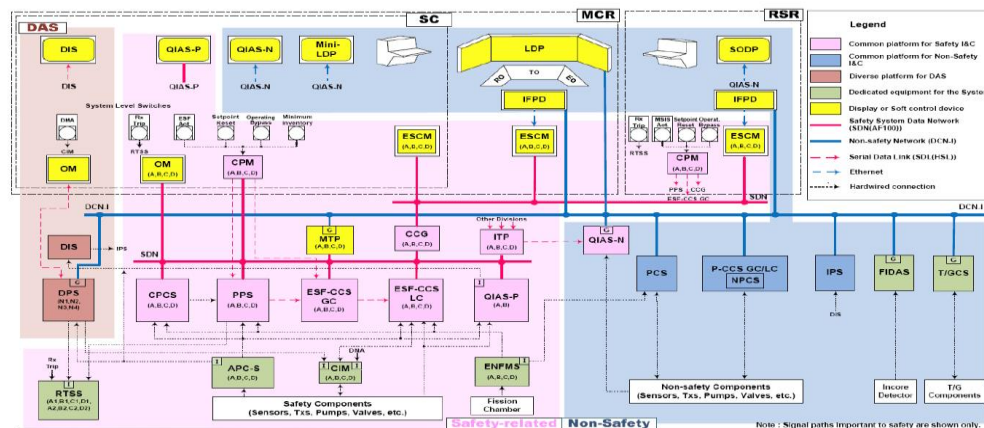 DAS
SC
MCR
RSR
DIS
QIAS-P
QIAS-N
Mini-
LDP
LDP
SODP
RO
TO
EO
DIS
QIAS-P
QIAS-N
QIAS-N
QIAS-N
IFPD
IFPD
System Level Switches
DMA
Rx
Trip
ESF
Act
Setpoint
Reset
Operating
Bypass
Minimum
Inventory
CIM
RTSS
OM
OM
(A,B,C,D)
CPM
(A,B,C,D)
ESCM
(A,B,C,D)
ESCM
(A,B,C,D)
Rx
Trip
MSIS
Act
Setpoint
Reset
Operat.
Bypass
RTSS
CPM
(A,B,C,D)
ESCM
(A,B,C,D)
PPS
CCG
ESF-CCS GC
SDN
Legend
Common platform for Safety I&C
Common platform for Non-Safety
I&C
Diverse platform for DAS
Dedicated equipment for the System
Display or Soft control device
Safety System Data Network
(SDN(AF100))
Non-safety Network (DCN-I)
Serial Data Link (SDL(HSL))
Ethernet
Hardwired connection
DCN.I
DCN.I
DIS
IPS
SDN
G
MTP
(A,B,C,D)
CCG
(A,B,C,D)
Other Divisions
ITP
(A,B,C,D)
G
QIAS-N
G
DPS
(N1,N2,
N3,N4)
CPCS
(A,B,C,D)
PPS
(A,B,C,D)
ESF-CCS
GC
(A,B,C,D)
ESF-CCS
LC
(A,B,C,D)
I
QIAS-P
(A,B)
PCS
P-CCS GC/LC
NPCS
IPS
DIS
G
FIDAS
G
T/GCS
Rx
Trip
I
RTSS
(A1,B1,C1,D1,
A2,B2,C2,D2)
I
APC-S
(A,B,C,D)
DNA
I
I
CIM
(A,B,C,D)
I
ENFMS
(A,B,C,D)
Safety Components
(Sensors, Txs, Pumps, Valves, etc.)
Fission
Chamber
Non-safety Components
(Sensors, Txs, Pumps, Valves, etc.)
Incore
Detector
T/G
Components
Safety-related
Non-Safety
Note : Signal paths important to safety are shown only.